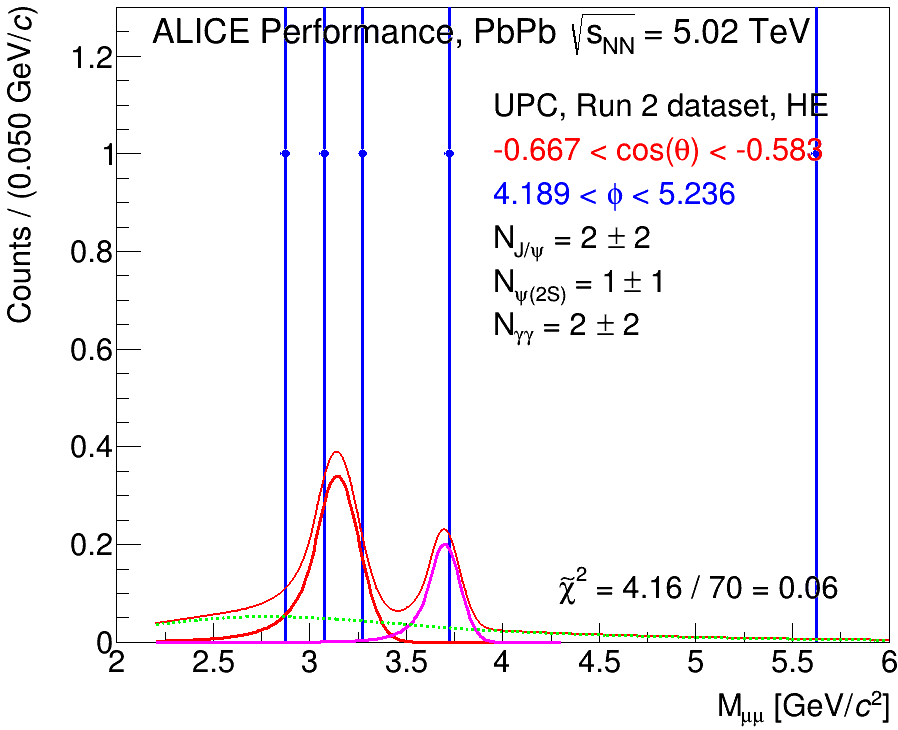 ALICE Performance, PbPb √s_NN = 5.02 TeV
UPC, Run 2 dataset, HE
-0.667 < cos(θ) < -0.583
4.189 < ϕ < 5.236
N_J/ψ = 2 ± 2
N_ψ(2S) = 1 ± 1
N_γγ = 2 ± 2
χ̃² = 4.16 / 70 = 0.06
Counts / (0.050 GeV/c)
1.2
1
0.8
0.6
0.4
0.2
0
2 2.5 3 3.5 4 4.5 5 5.5 6
M_μμ [GeV/c²]